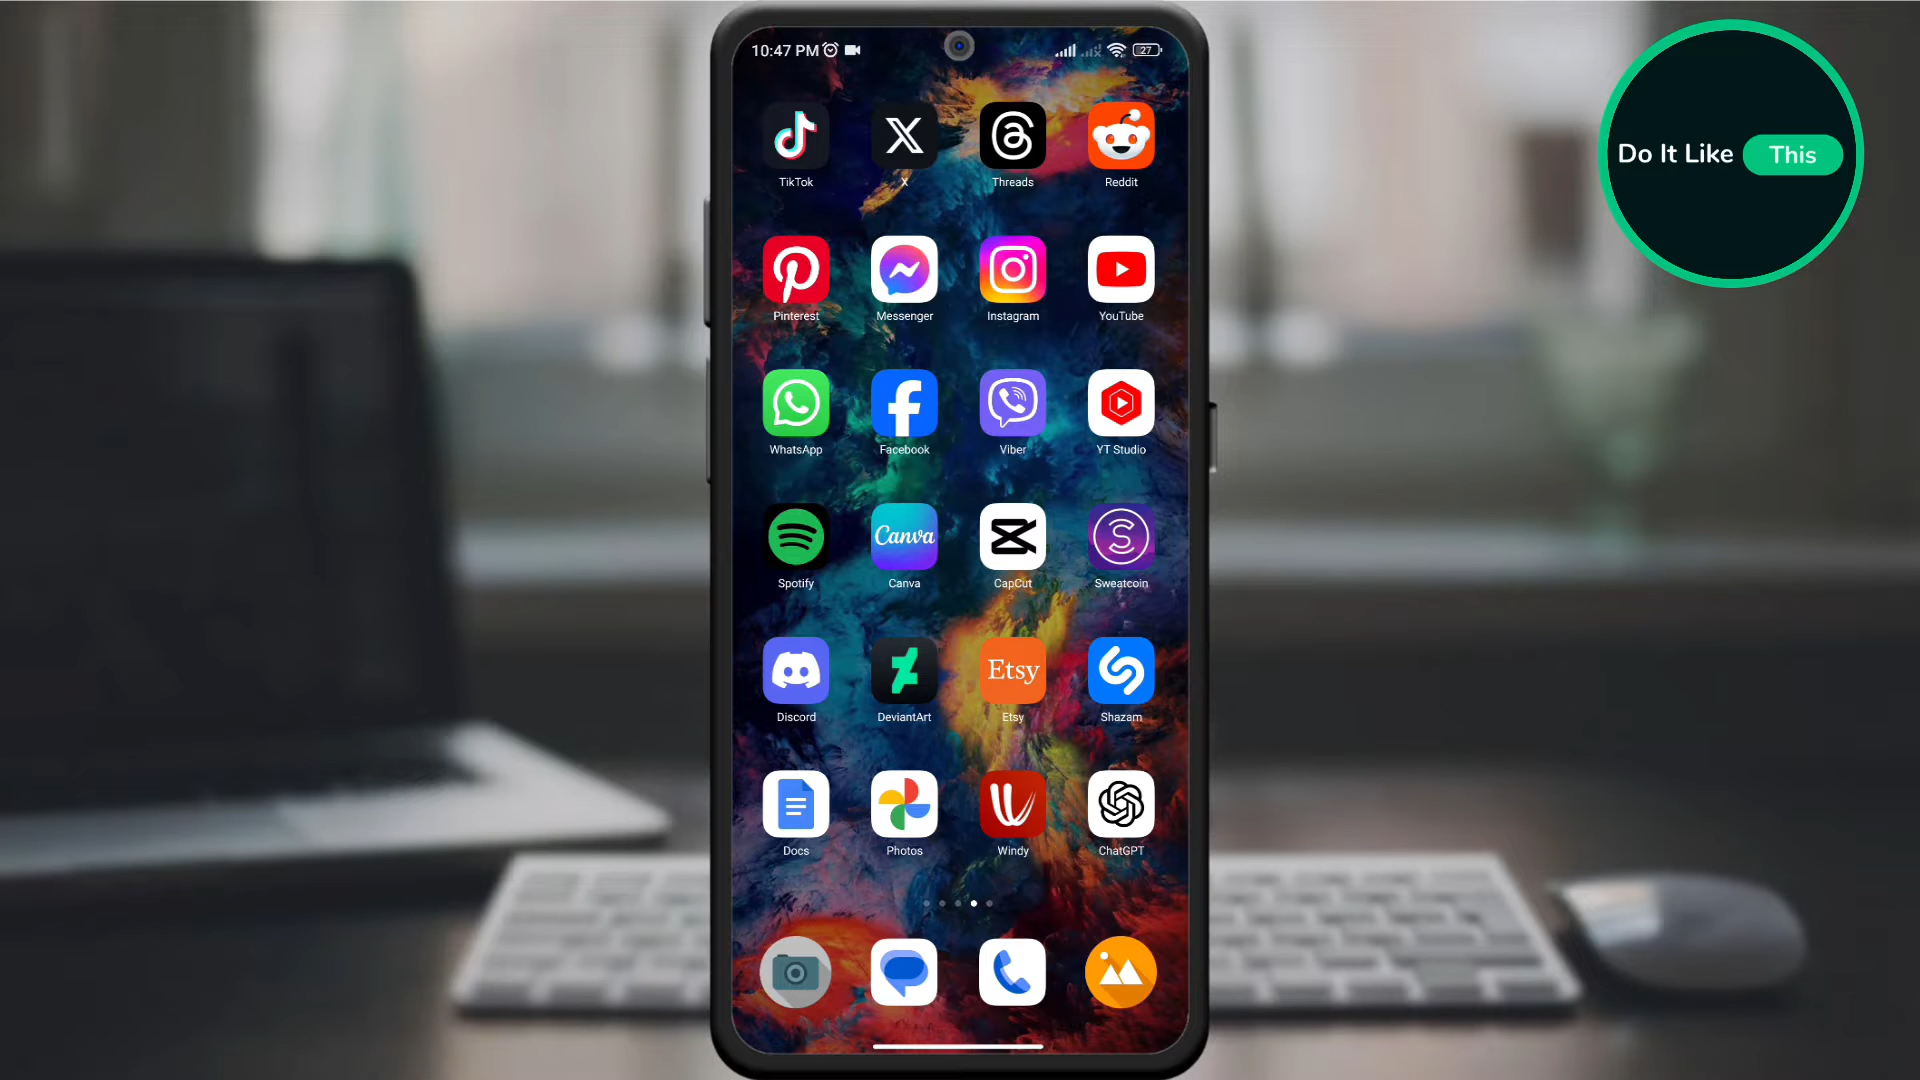 10:47 PM 27
Do It Like This
TikTok X Threads Reddit
Pinterest Messenger Instagram YouTube
WhatsApp Facebook Viber YT Studio
Canva
Spotify Canva CapCut Sweatcoin
Etsy
Discord DeviantArt Etsy Shazam
Docs Photos Windy ChatGPT